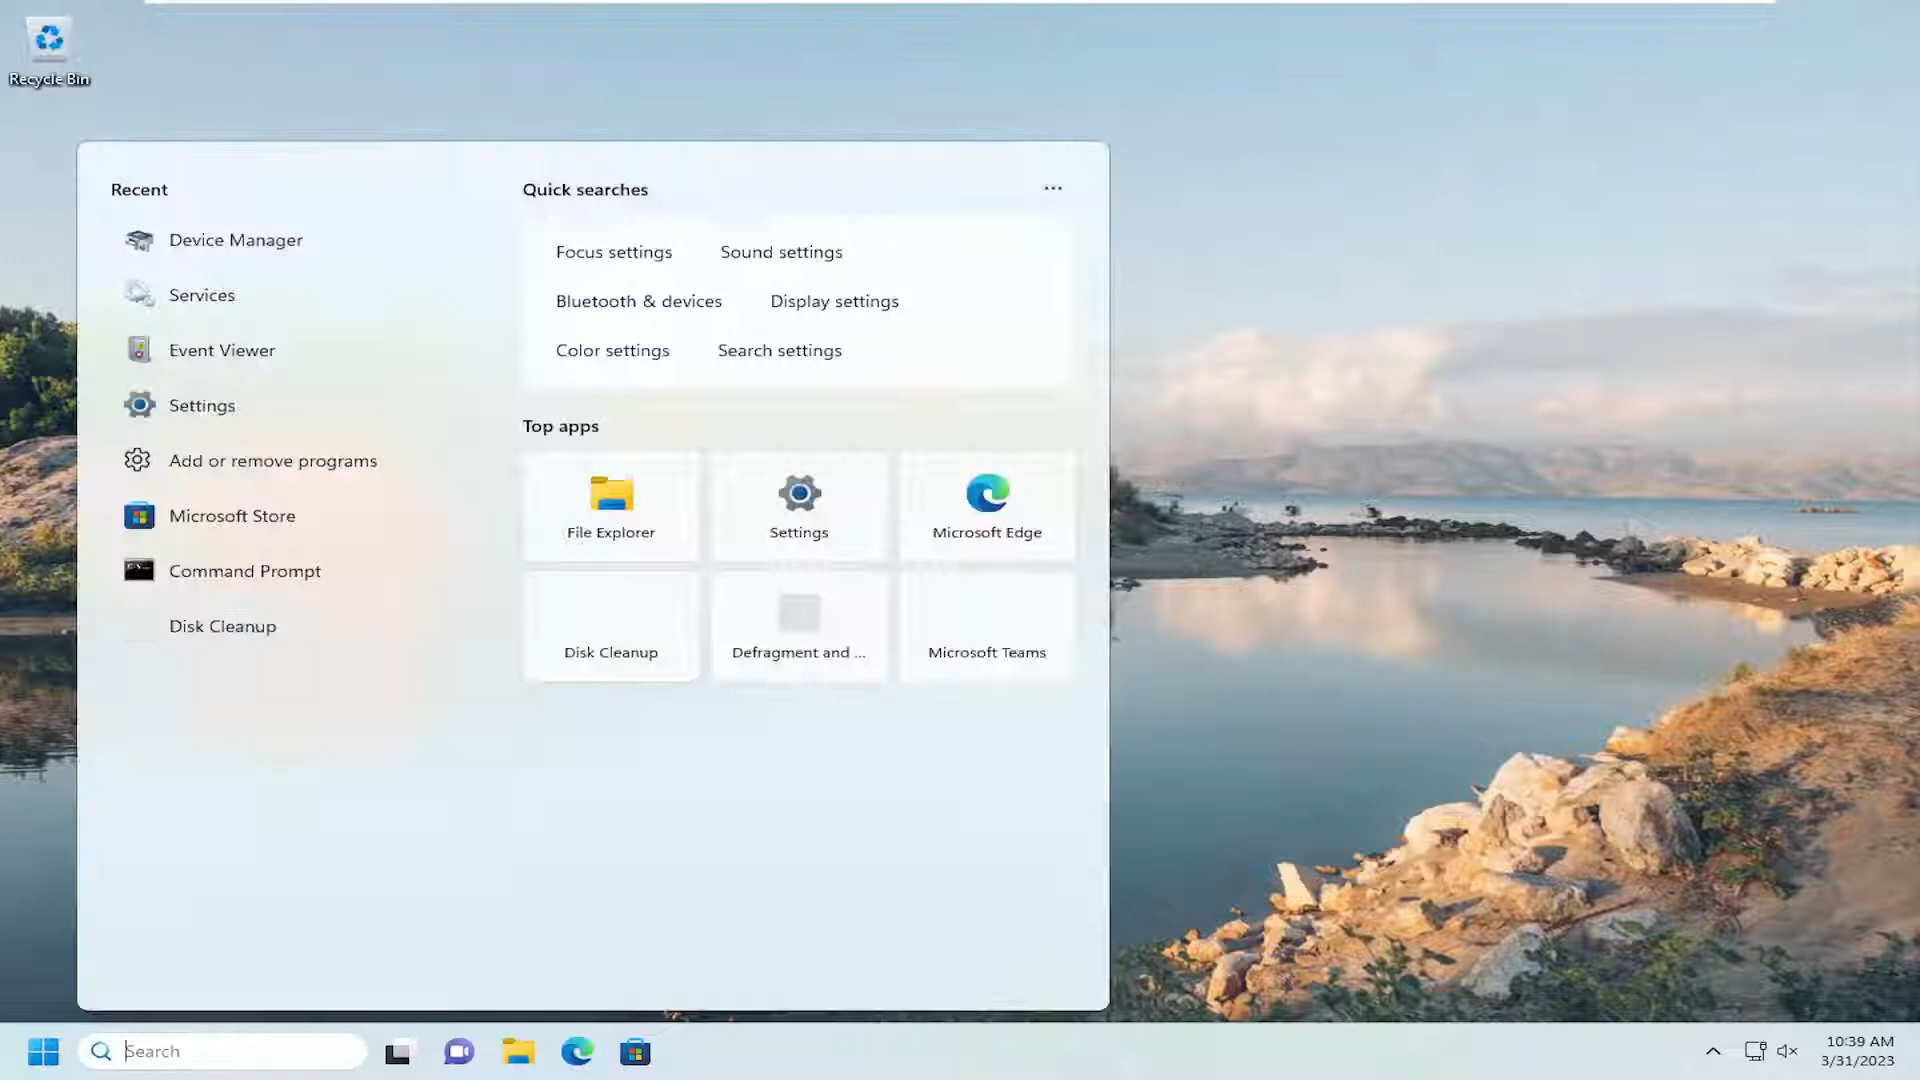 Recycle Bin
Recent
Device Manager
Services
Event Viewer
Settings
Add or remove programs
Microsoft Store
Command Prompt
Disk Cleanup
Quick searches
Focus settings Sound settings
Bluetooth & devices Display settings
Color settings Search settings
Top apps
File Explorer Settings Microsoft Edge
Disk Cleanup Defragment and ... Microsoft Teams
Search
10:39 AM
3/31/2023